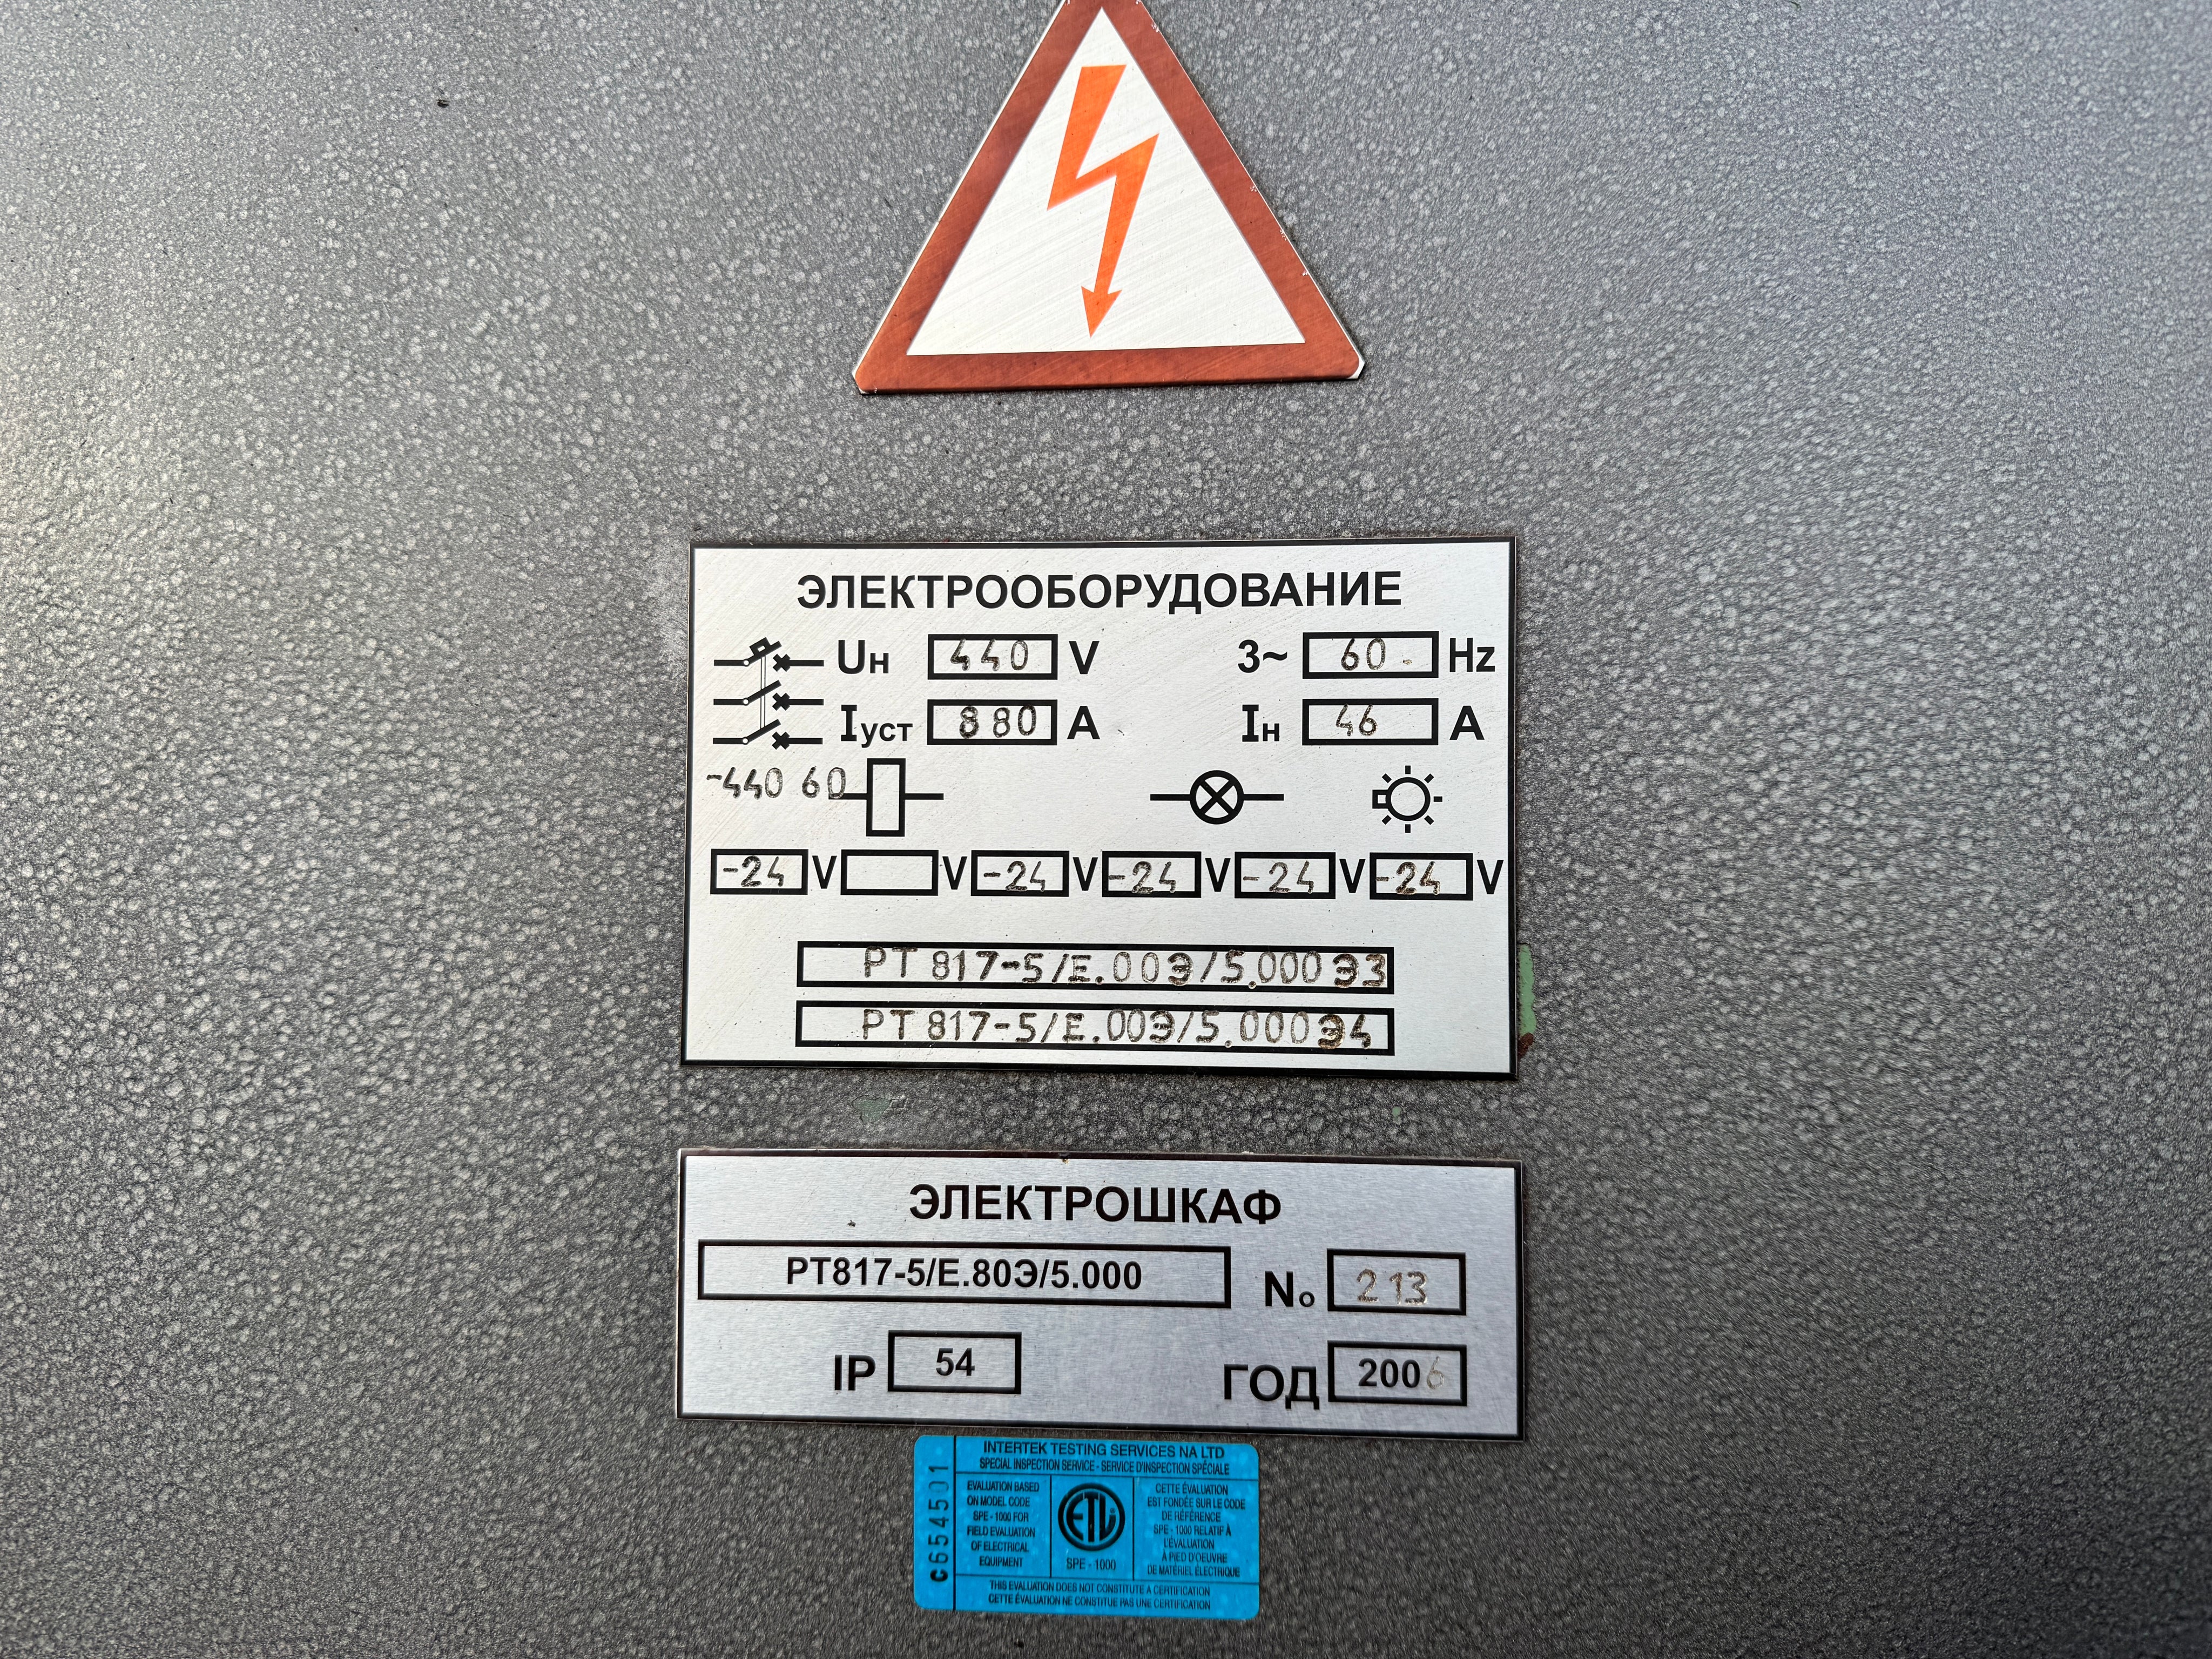 ЭЛЕКТРООБОРУДОВАНИЕ
Uн 440 V 3~ 60 Hz
Iуст 880 A Iн 46 A
~440 60
-24 V V -24 V -24 V -24 V -24 V
РТ 817-5/Е.00Э/5.000Э3
РТ 817-5/Е.00Э/5.000Э4
ЭЛЕКТРОШКАФ
РТ817-5/Е.80Э/5.000 No 213
IP 54 ГОД 2006
C654501
INTERTEK TESTING SERVICES NA LTD
SPECIAL INSPECTION SERVICE - SERVICE D'INSPECTION SPÉCIALE
EVALUATION BASED
ON MODEL CODE
SPE - 1000 FOR
FIELD EVALUATION
OF ELECTRICAL
EQUIPMENT
ETL
SPE - 1000
CETTE ÉVALUATION
EST FONDÉE SUR LE CODE
DE RÉFÉRENCE
SPE - 1000 RELATIF À
L'ÉVALUATION
À PIED D'OEUVRE
DE MATÉRIEL ÉLECTRIQUE
THIS EVALUATION DOES NOT CONSTITUTE A CERTIFICATION
CETTE ÉVALUATION NE CONSTITUE PAS UNE CERTIFICATION